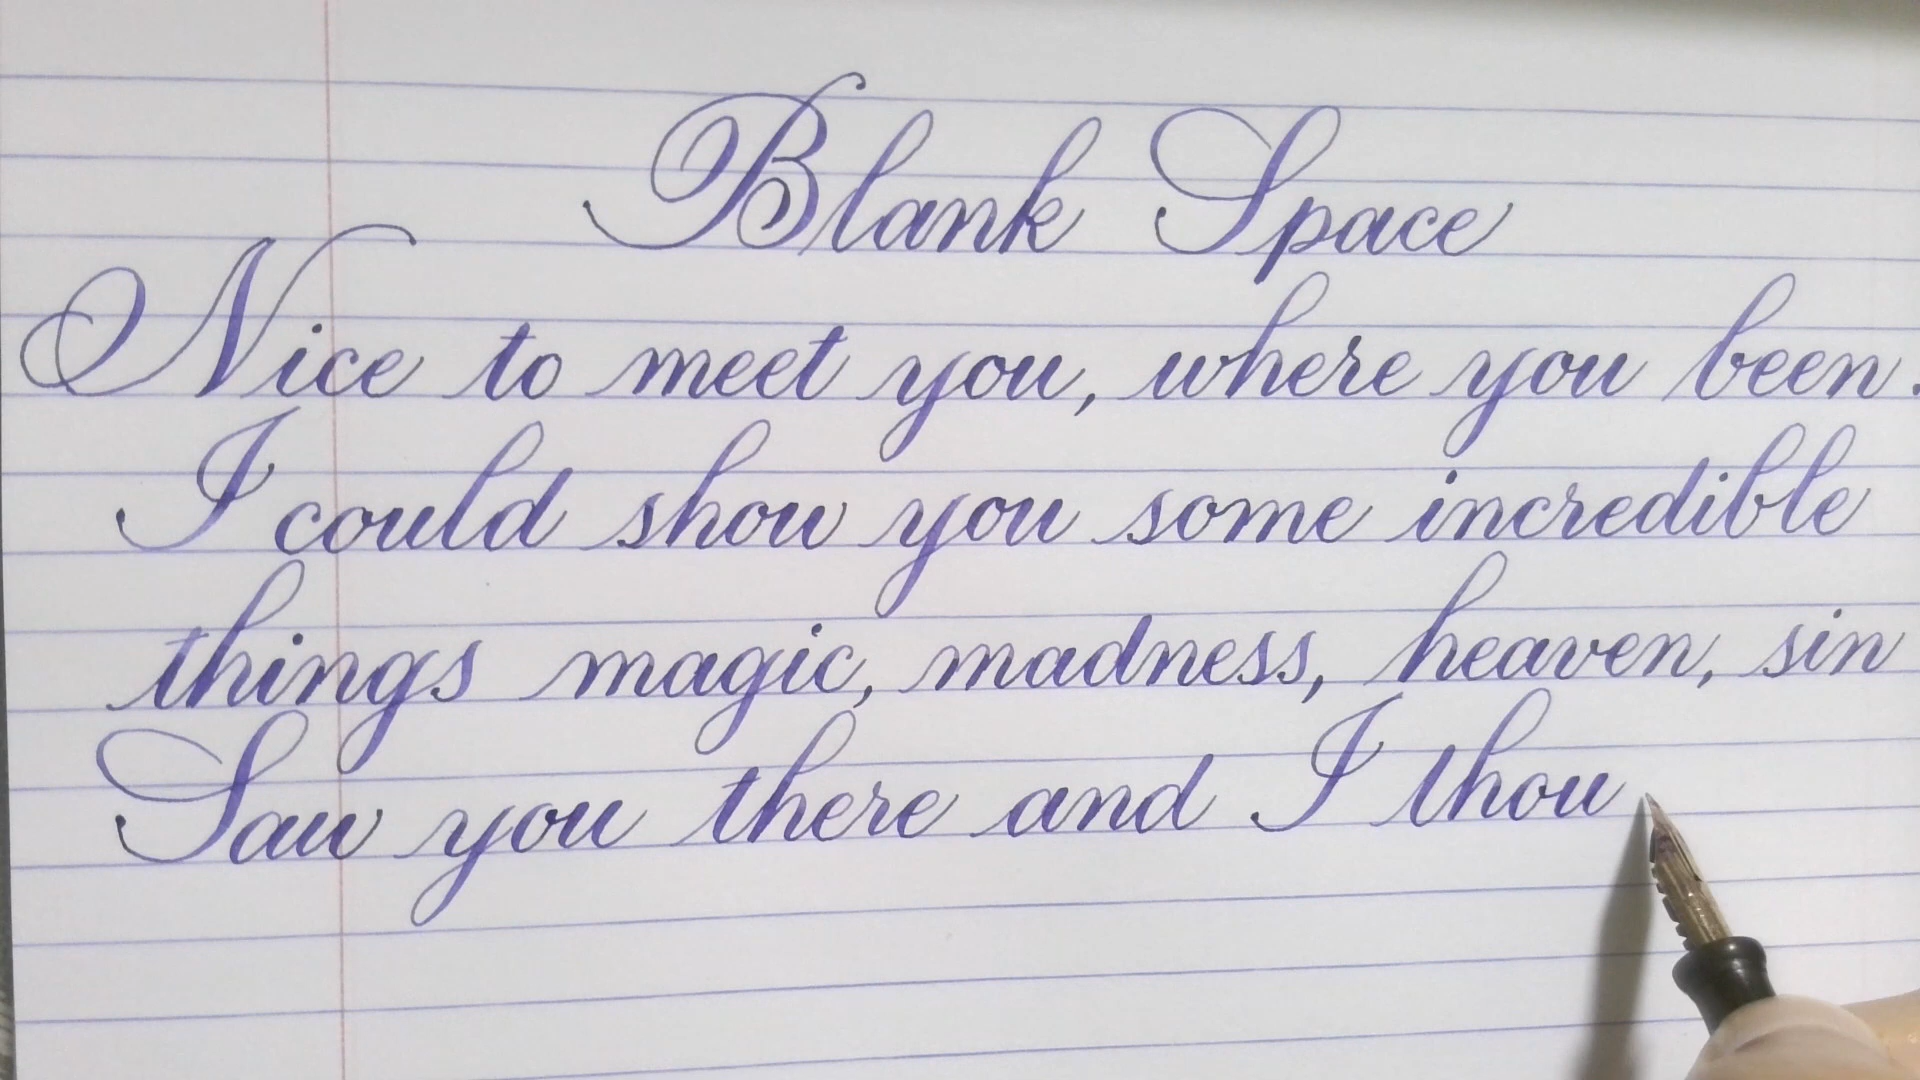 Blank Space
Nice to meet you, where you been.
I could show you some incredible
things magic, madness, heaven, sin
Saw you there and I thou